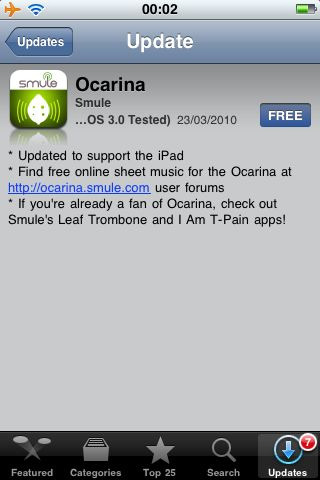 00:02
Updates
Update
smule
Ocarina
Smule
...OS 3.0 Tested) 23/03/2010
FREE
* Updated to support the iPad
* Find free online sheet music for the Ocarina at
http://ocarina.smule.com user forums
* If you're already a fan of Ocarina, check out
Smule's Leaf Trombone and I Am T-Pain apps!
7
Featured Categories Top 25 Search Updates